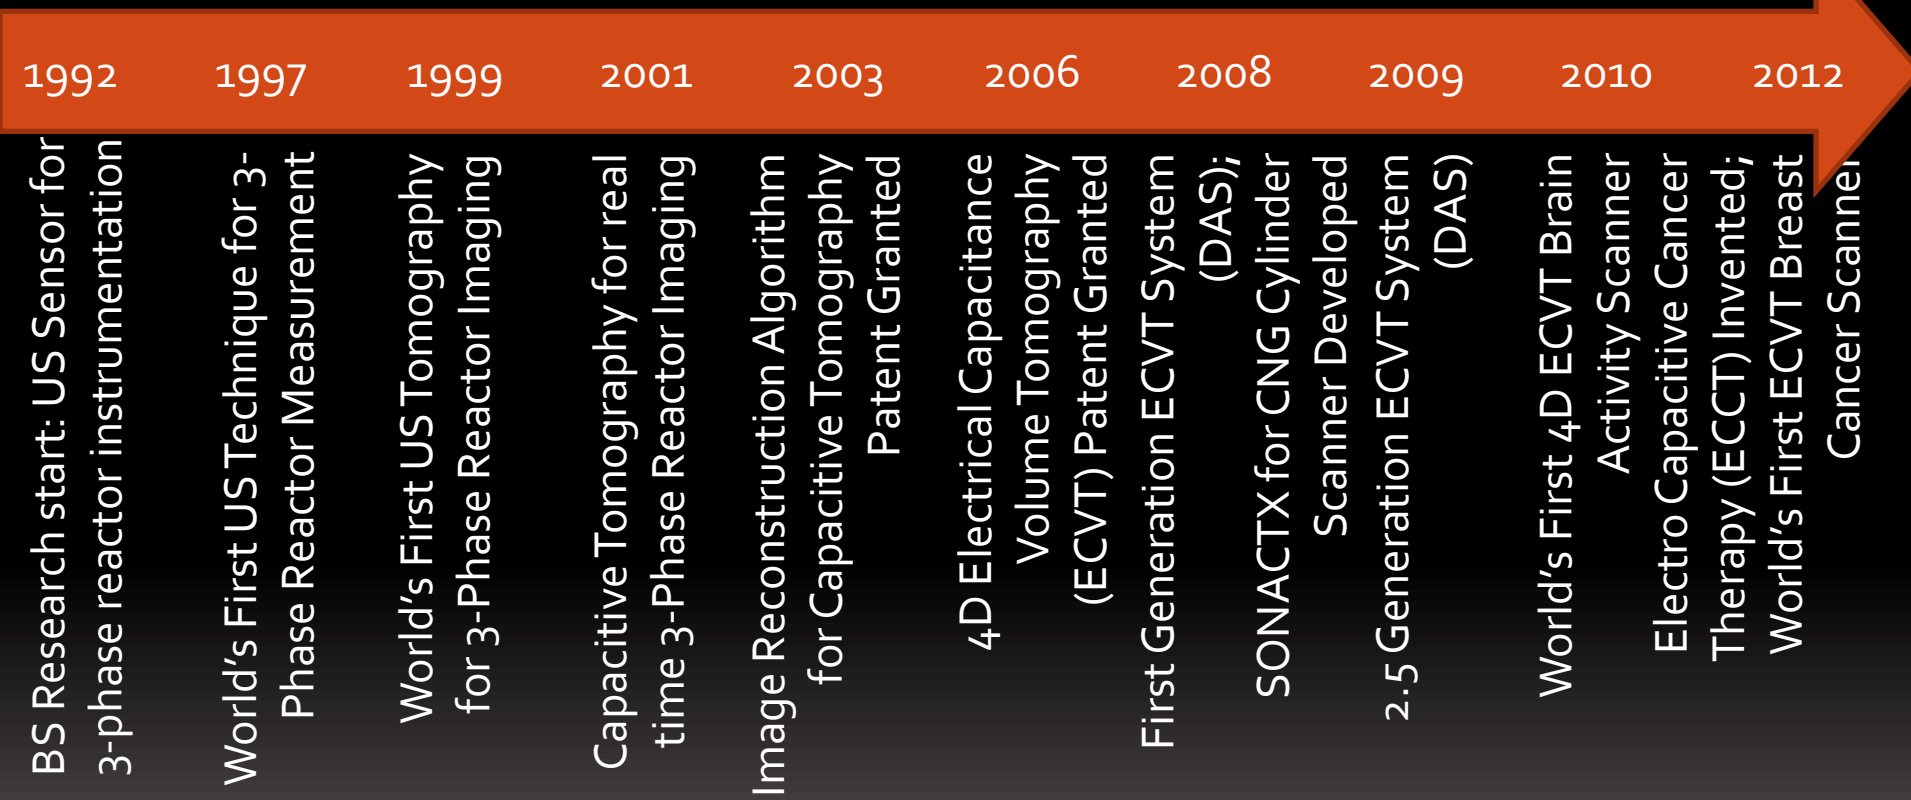 1992
1997
1999
2001
2003
2006
2008
2009
2010
2012
BS Research start: US Sensor for
3-phase reactor instrumentation
World's First US Technique for 3-
Phase Reactor Measurement
World's First US Tomography
for 3-Phase Reactor Imaging
Capacitive Tomography for real
time 3-Phase Reactor Imaging
Image Reconstruction Algorithm
for Capacitive Tomography
Patent Granted
4D Electrical Capacitance
Volume Tomography
(ECVT) Patent Granted
First Generation ECVT System
(DAS);
SONACTX for CNG Cylinder
Scanner Developed
2.5 Generation ECVT System
(DAS)
World's First 4D ECVT Brain
Activity Scanner
Electro Capacitive Cancer
Therapy (ECCT) Invented;
World's First ECVT Breast
Cancer Scanner